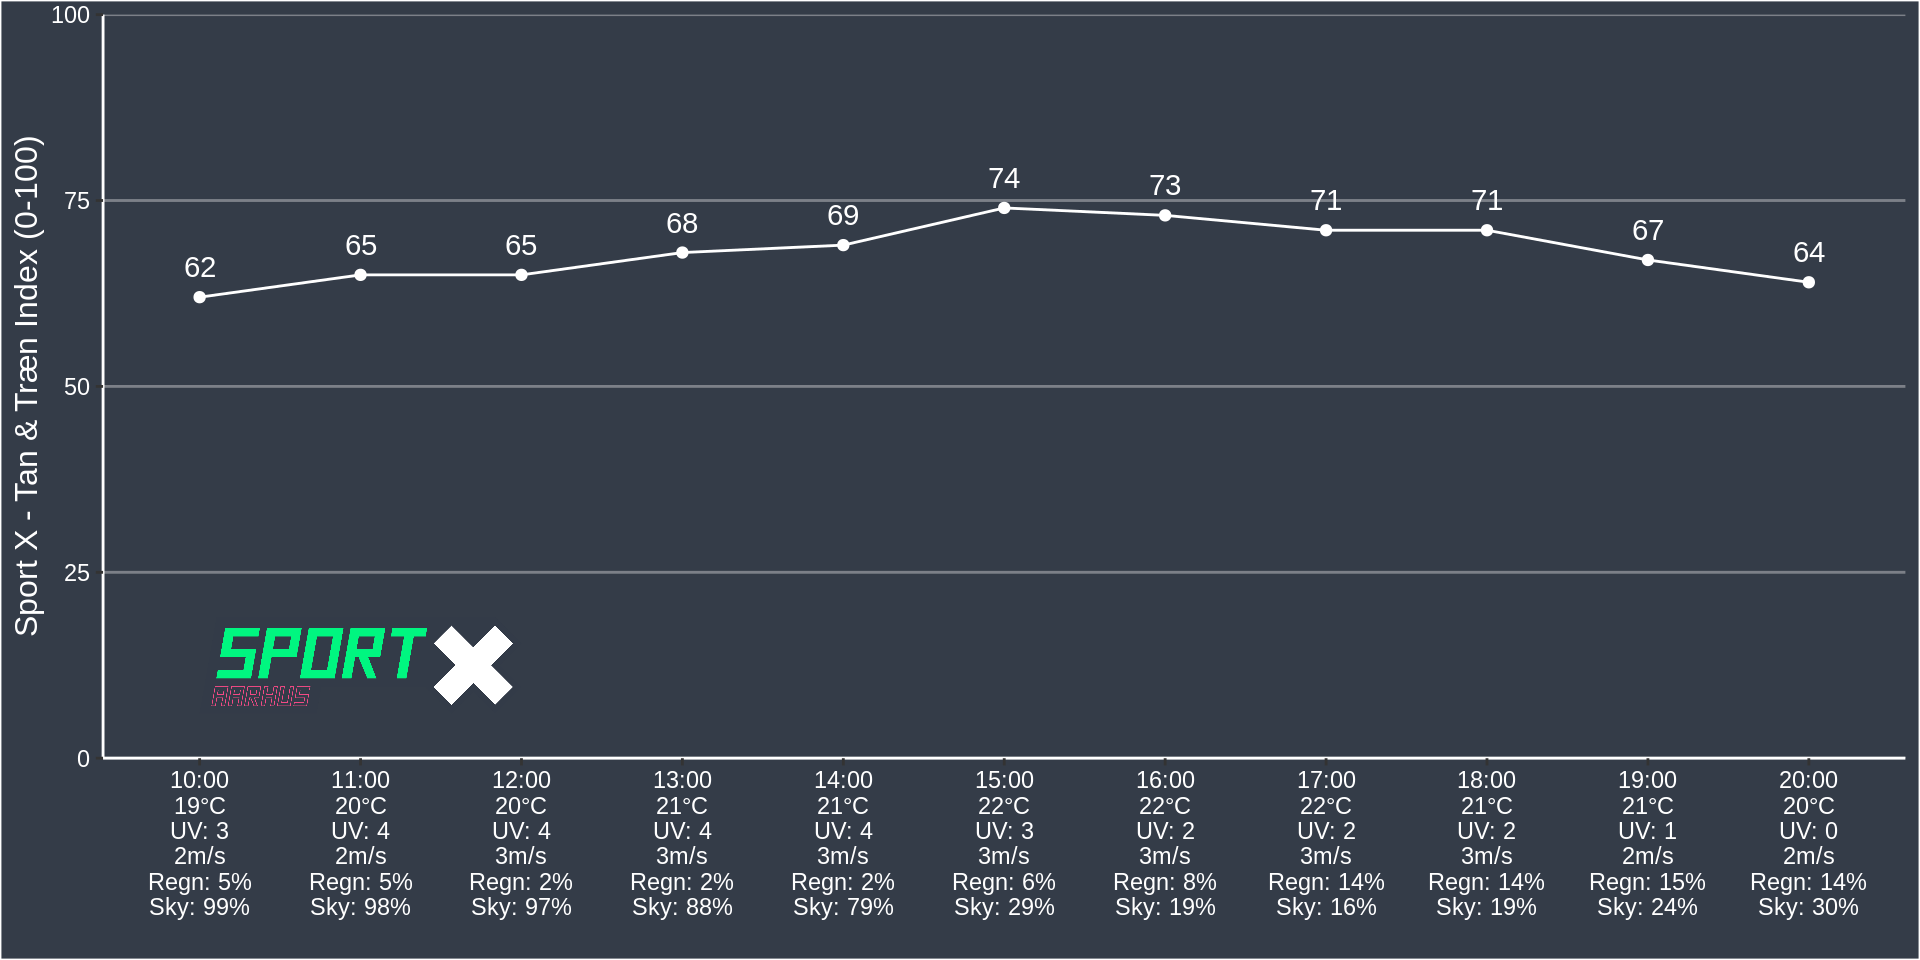 Sport X - Tan & Træn Index (0-100)
100
75
50
25
0
62
65
65
68
69
74
73
71
71
67
64
SPORT X
AARHUS
10:00
19°C
UV: 3
2m/s
Regn: 5%
Sky: 99%
11:00
20°C
UV: 4
2m/s
Regn: 5%
Sky: 98%
12:00
20°C
UV: 4
3m/s
Regn: 2%
Sky: 97%
13:00
21°C
UV: 4
3m/s
Regn: 2%
Sky: 88%
14:00
21°C
UV: 4
3m/s
Regn: 2%
Sky: 79%
15:00
22°C
UV: 3
3m/s
Regn: 6%
Sky: 29%
16:00
22°C
UV: 2
3m/s
Regn: 8%
Sky: 19%
17:00
22°C
UV: 2
3m/s
Regn: 14%
Sky: 16%
18:00
21°C
UV: 2
3m/s
Regn: 14%
Sky: 19%
19:00
21°C
UV: 1
2m/s
Regn: 15%
Sky: 24%
20:00
20°C
UV: 0
2m/s
Regn: 14%
Sky: 30%